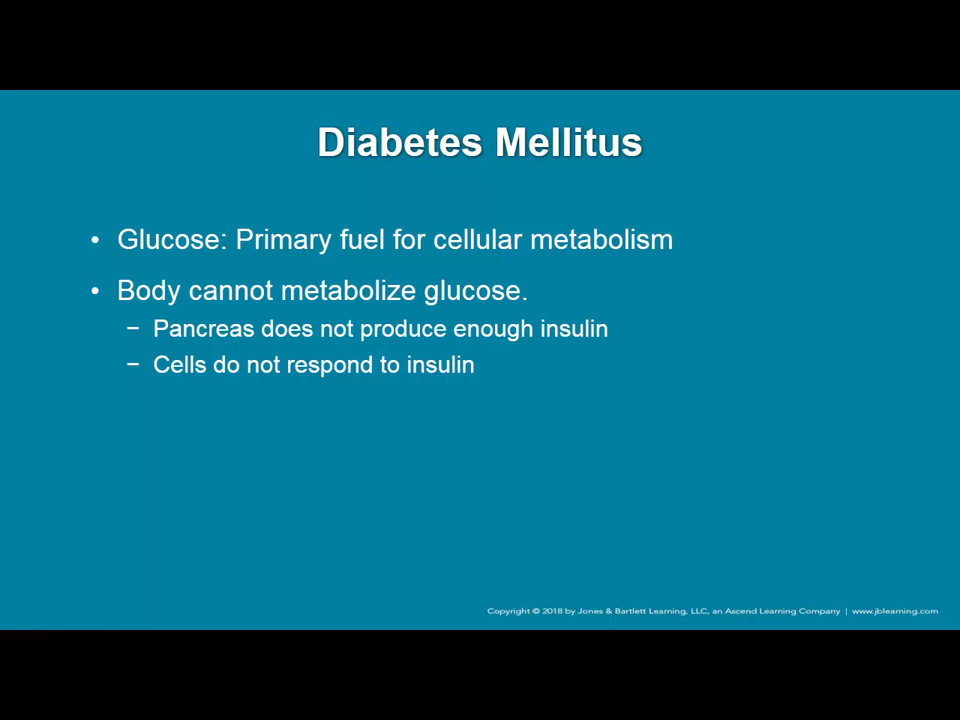 Diabetes Mellitus
• Glucose: Primary fuel for cellular metabolism
• Body cannot metabolize glucose.
− Pancreas does not produce enough insulin
− Cells do not respond to insulin
Copyright © 2018 by Jones & Bartlett Learning, LLC, an Ascend Learning Company | www.jblearning.com